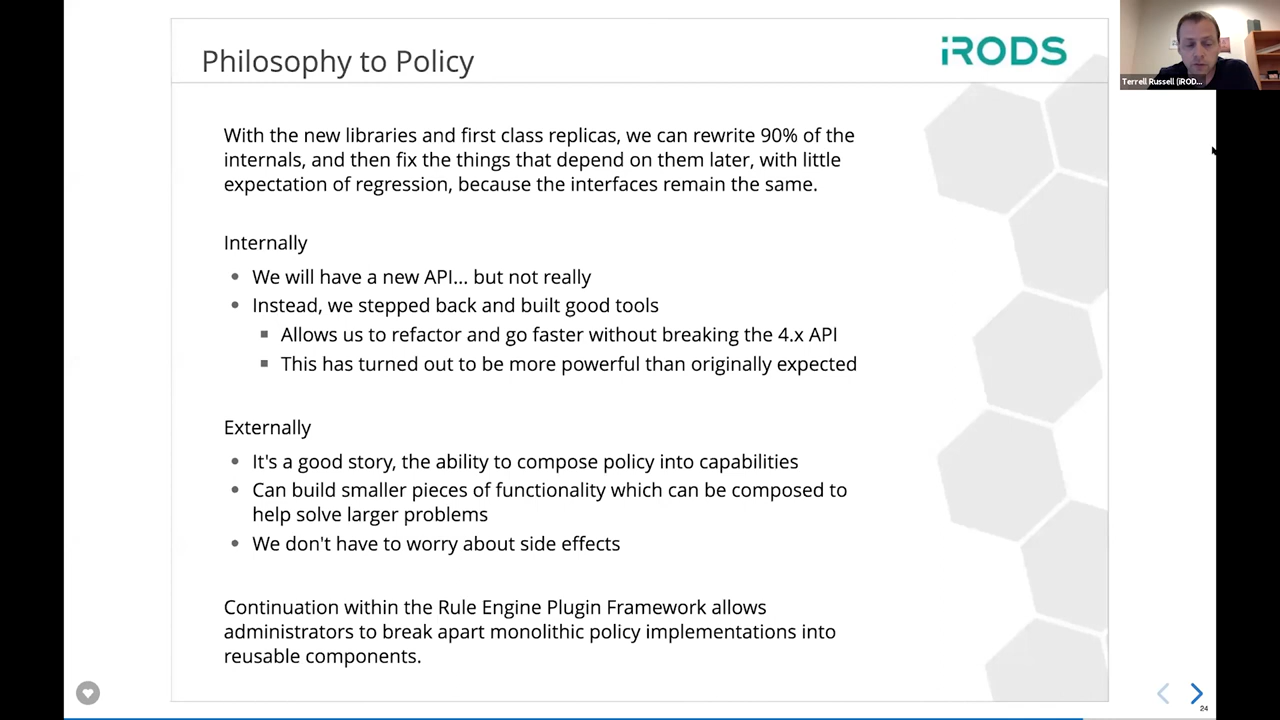 Philosophy to Policy
iRODS
Terrell Russell (iROD...
With the new libraries and first class replicas, we can rewrite 90% of the
internals, and then fix the things that depend on them later, with little
expectation of regression, because the interfaces remain the same.
Internally
We will have a new API... but not really
Instead, we stepped back and built good tools
Allows us to refactor and go faster without breaking the 4.x API
This has turned out to be more powerful than originally expected
Externally
It's a good story, the ability to compose policy into capabilities
Can build smaller pieces of functionality which can be composed to
help solve larger problems
We don't have to worry about side effects
Continuation within the Rule Engine Plugin Framework allows
administrators to break apart monolithic policy implementations into
reusable components.
24